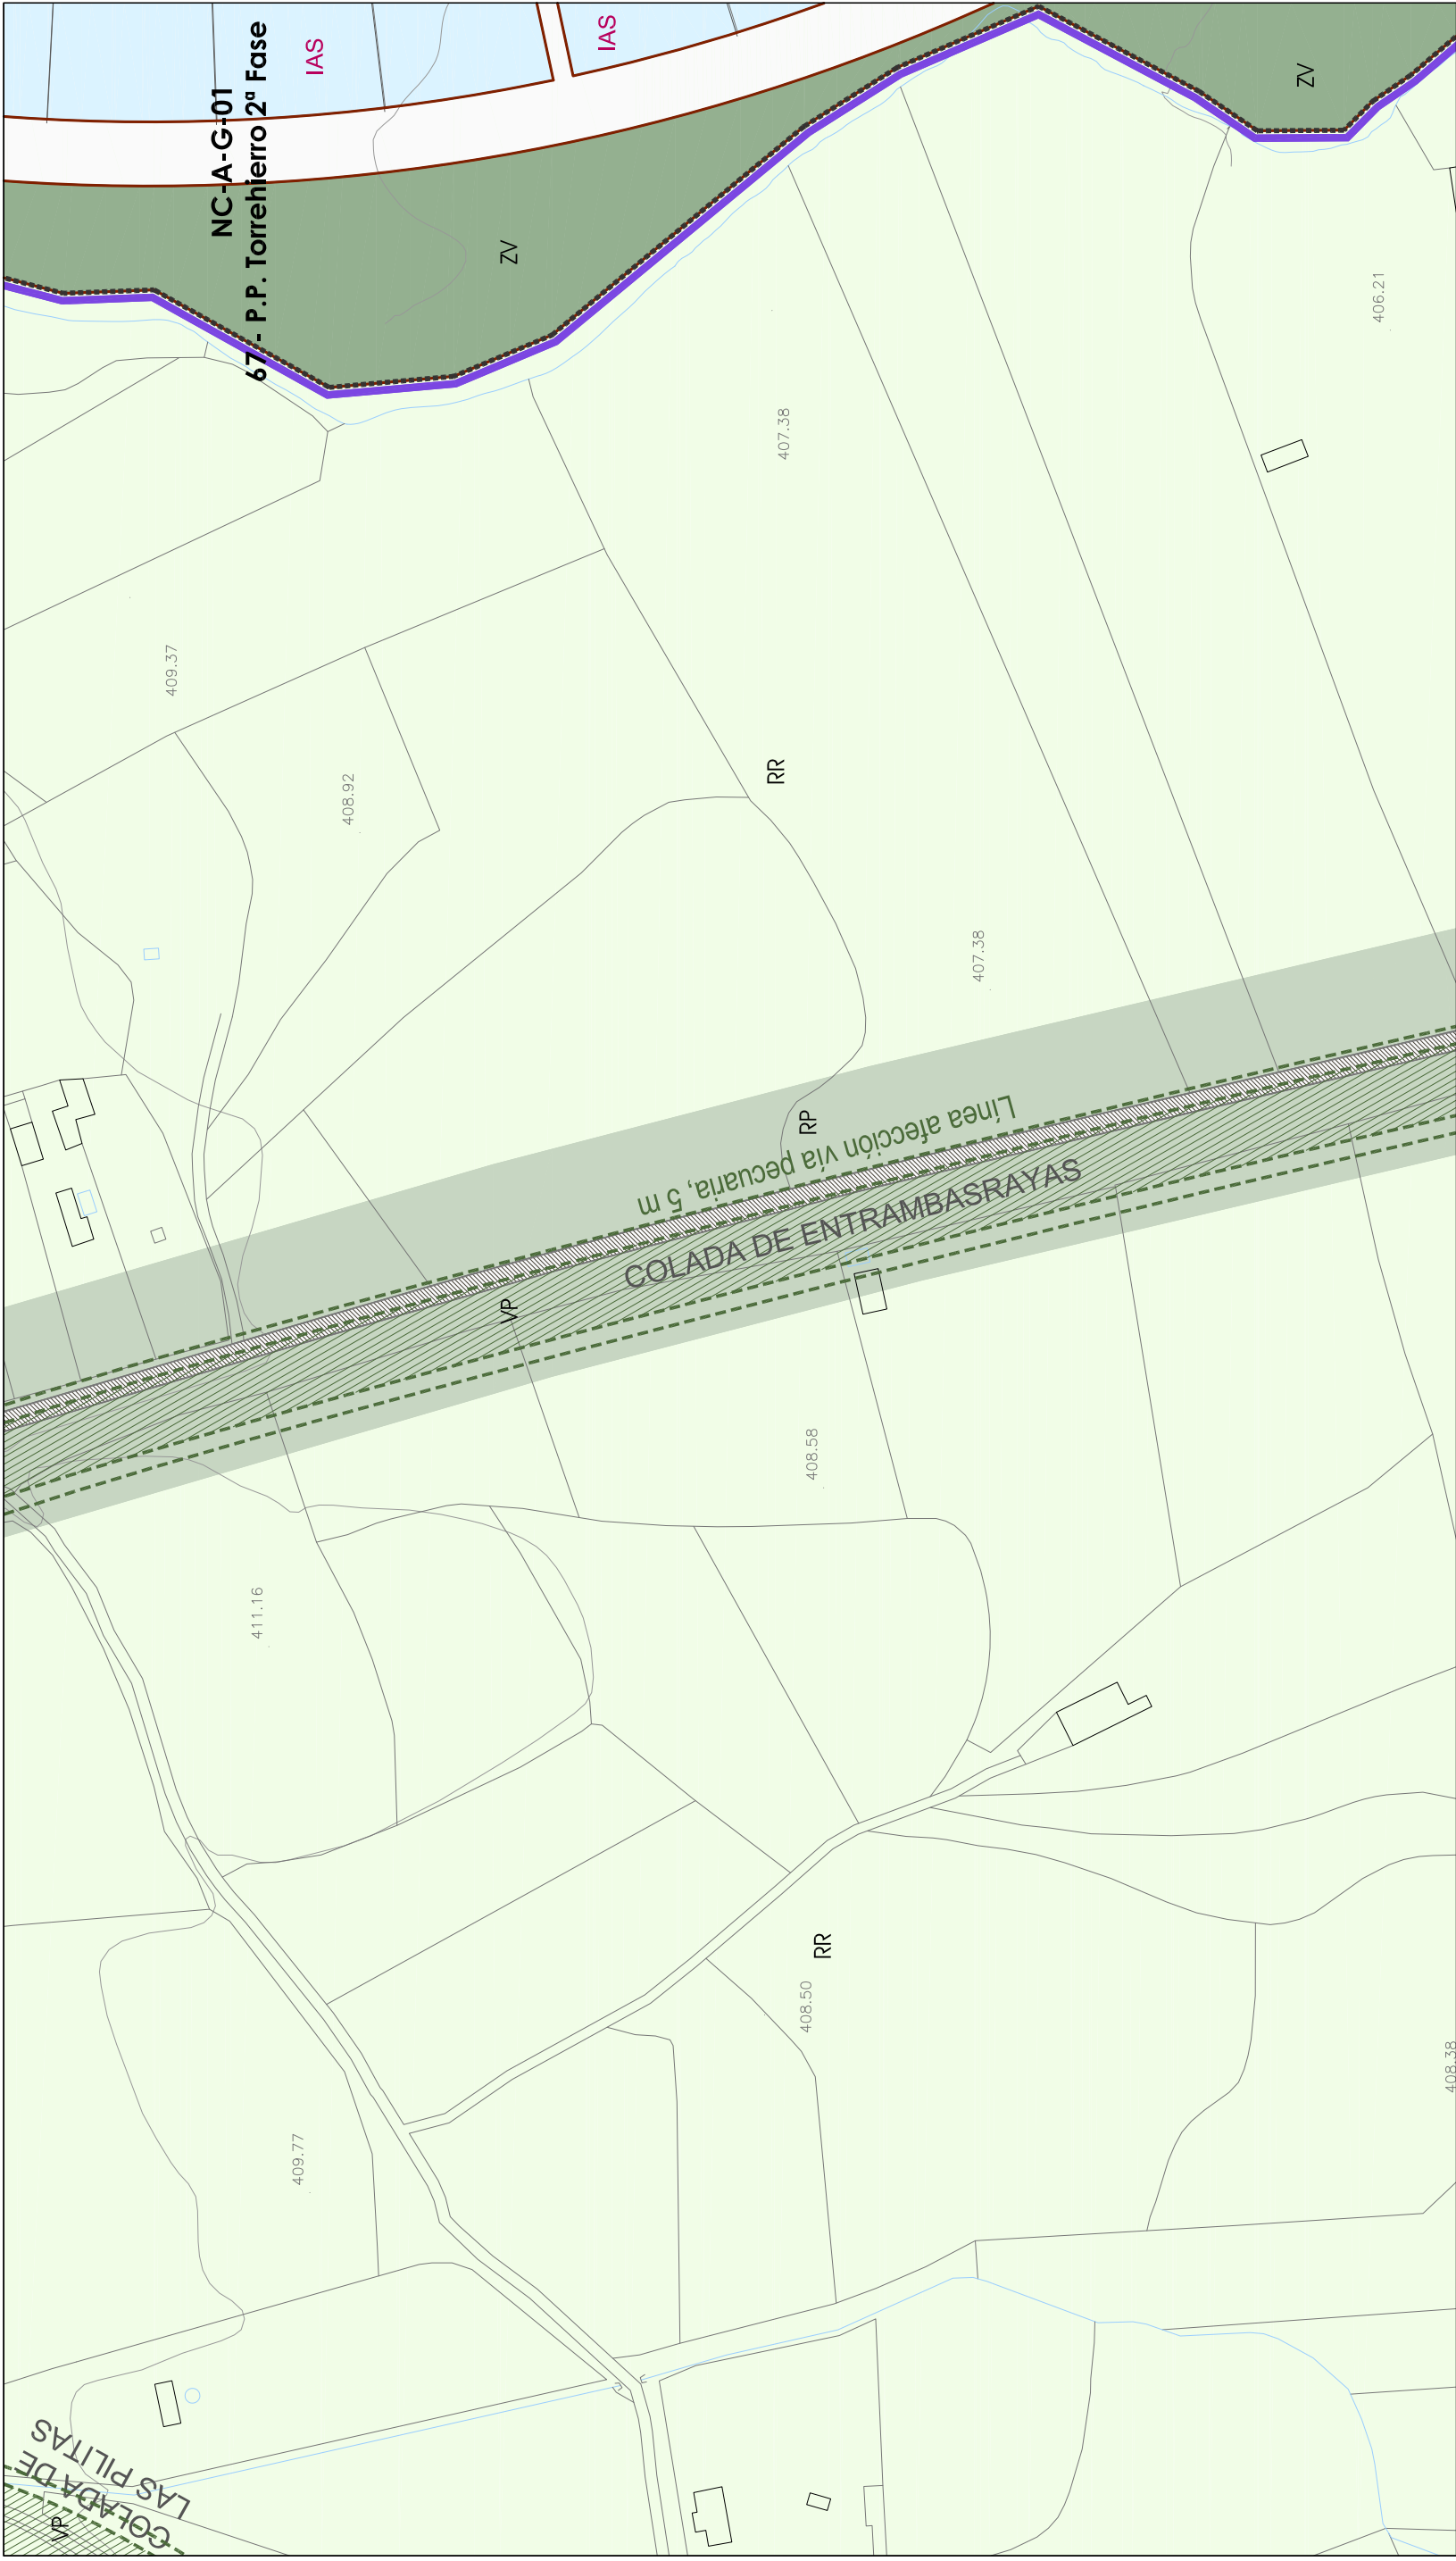 IAS
IAS
NC-A-G-01
67 - P.P. Torrehierro 2ª Fase
ZV
ZV
406.21
407.38
409.37
RR
408.92
407.38
RP
Línea afección vía pecuaria, 5 m
COLADA DE ENTRAMBASRAYAS
VP
408.58
411.16
RR
408.50
408.38
409.77
COLADA DE
LAS PILITAS
VP